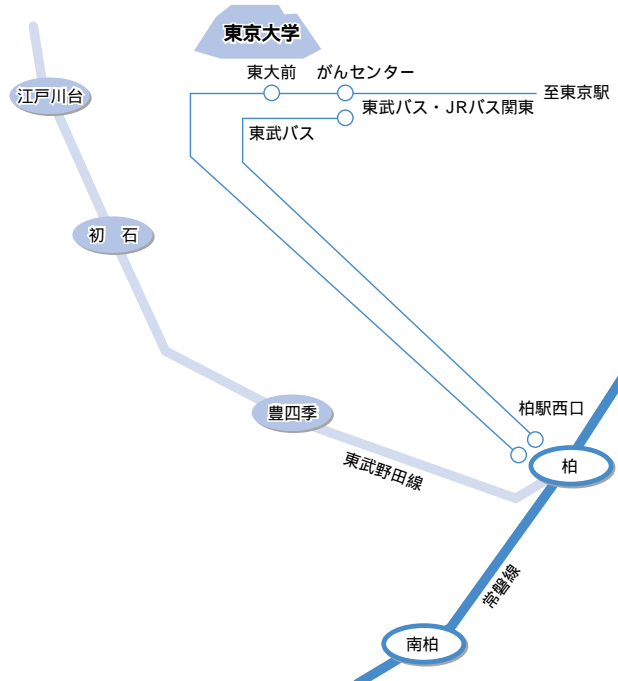 東京大学
東大前
がんセンター
至東京駅
東武バス・JRバス関東
東武バス
江戸川台
初 石
豊四季
東武野田線
柏駅西口
柏
常磐線
南柏